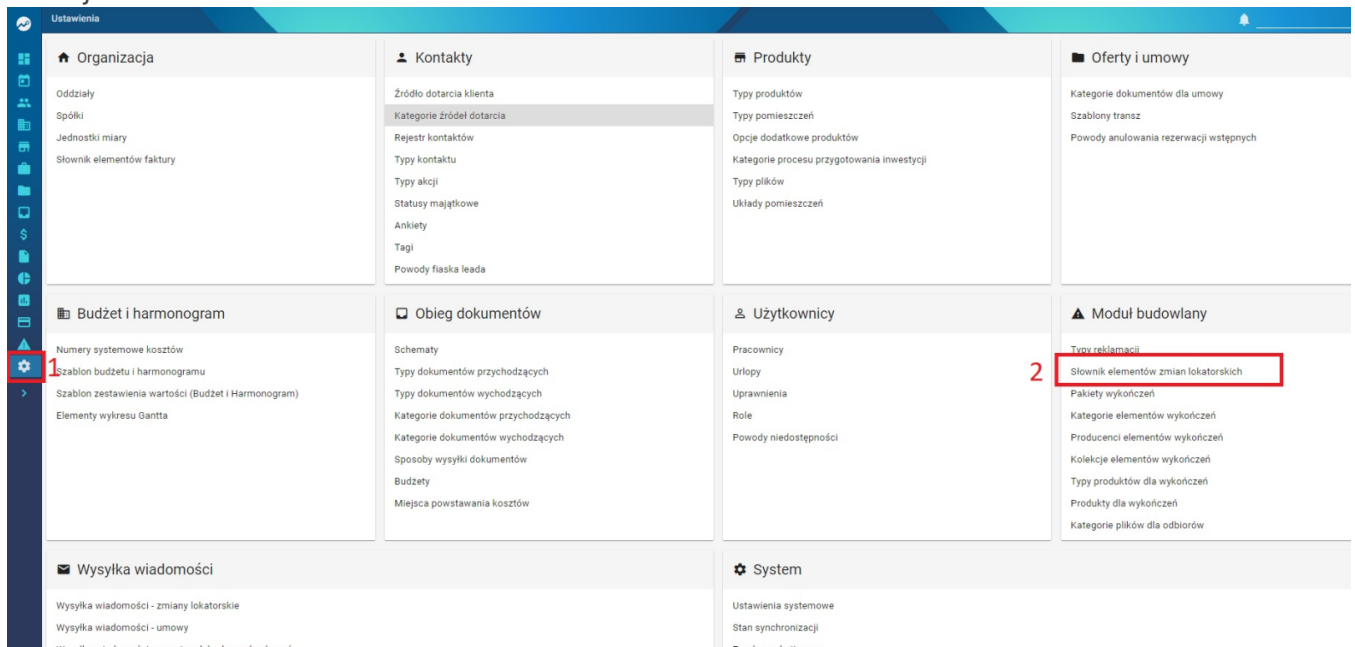 Ustawienia
Organizacja
Oddziały
Spółki
Jednostki miary
Słownik elementów faktury
Kontakty
Źródło dotarcia klienta
Kategorie źródeł dotarcia
Rejestr kontaktów
Typy kontaktu
Typy akcji
Statusy majątkowe
Ankiety
Tagi
Powody fiaska leada
Produkty
Typy produktów
Typy pomieszczeń
Opcje dodatkowe produktów
Kategorie procesu przygotowania inwestycji
Typy plików
Układy pomieszczeń
Oferty i umowy
Kategorie dokumentów dla umowy
Szablony transz
Powody anulowania rezerwacji wstępnych
Budżet i harmonogram
Numery systemowe kosztów
1
Szablon budżetu i harmonogramu
Szablon zestawienia wartości (Budżet i Harmonogram)
Elementy wykresu Gantta
Obieg dokumentów
Schematy
Typy dokumentów przychodzących
Typy dokumentów wychodzących
Kategorie dokumentów przychodzących
Kategorie dokumentów wychodzących
Sposoby wysyłki dokumentów
Budżety
Miejsca powstawania kosztów
Użytkownicy
Pracownicy
Urlopy
Uprawnienia
Role
Powody niedostępności
Moduł budowlany
Typy reklamacji
2 Słownik elementów zmian lokatorskich
Pakiety wykończeń
Kategorie elementów wykończeń
Producenci elementów wykończeń
Kolekcje elementów wykończeń
Typy produktów dla wykończeń
Produkty dla wykończeń
Kategorie plików dla odbiorów
Wysyłka wiadomości
Wysyłka wiadomości - zmiany lokatorskie
Wysyłka wiadomości - umowy
System
Ustawienia systemowe
Stan synchronizacji